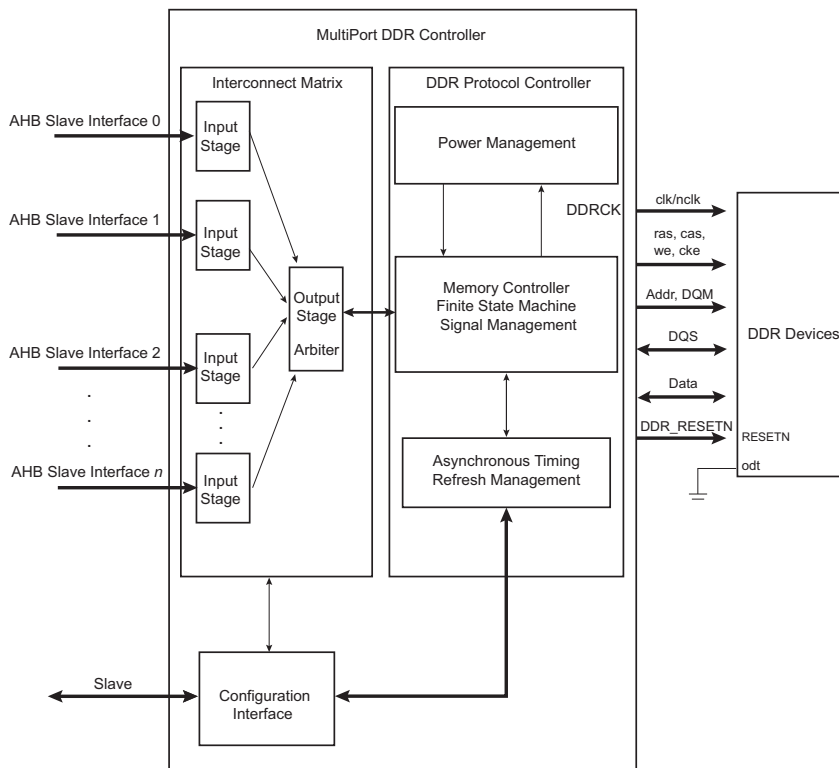 MultiPort DDR Controller
Interconnect Matrix
DDR Protocol Controller
AHB Slave Interface 0
Input
Stage
Power Management
AHB Slave Interface 1
Input
Stage
DDRCK
clk/nclk
ras, cas,
we, cke
Output
Stage
Arbiter
Memory Controller
Finite State Machine
Signal Management
Addr, DQM
DQS
DDR Devices
AHB Slave Interface 2
Input
Stage
Data
.
.
.
.
.
.
DDR_RESETN
RESETN
odt
AHB Slave Interface n
Input
Stage
Asynchronous Timing
Refresh Management
Slave
Configuration
Interface